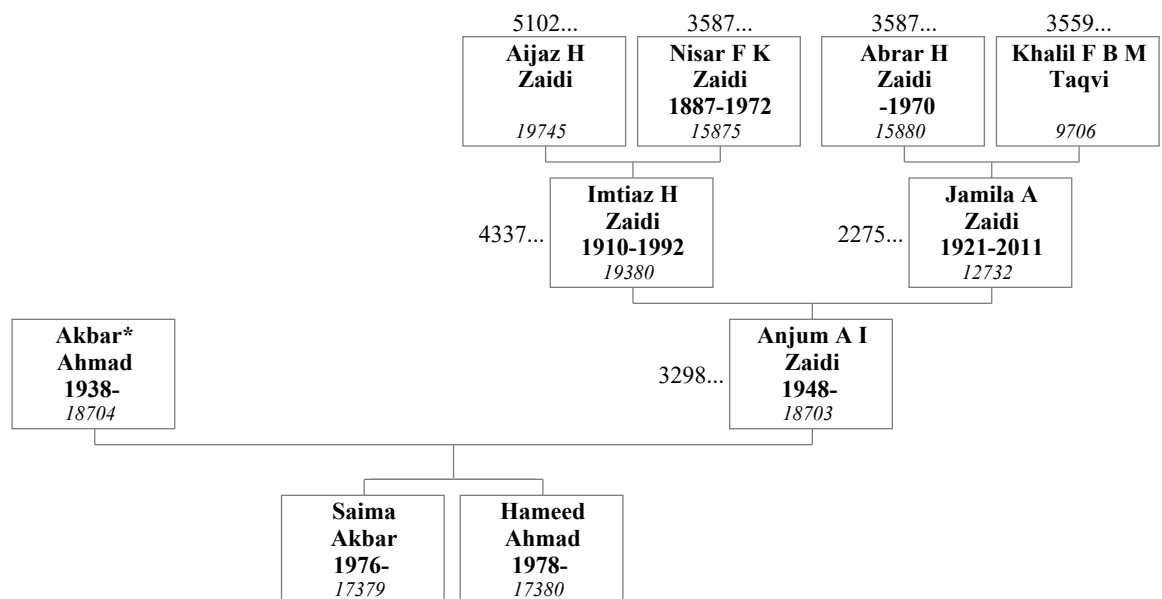 5102...
3587...
3587...
3559...
Aijaz H
Zaidi
19745
Nisar F K
Zaidi
1887-1972
15875
Abrar H
Zaidi
-1970
15880
Khalil F B M
Taqvi
9706
4337...
Imtiaz H
Zaidi
1910-1992
19380
2275...
Jamila A
Zaidi
1921-2011
12732
Akbar*
Ahmad
1938-
18704
3298...
Anjum A I
Zaidi
1948-
18703
Saima
Akbar
1976-
17379
Hameed
Ahmad
1978-
17380